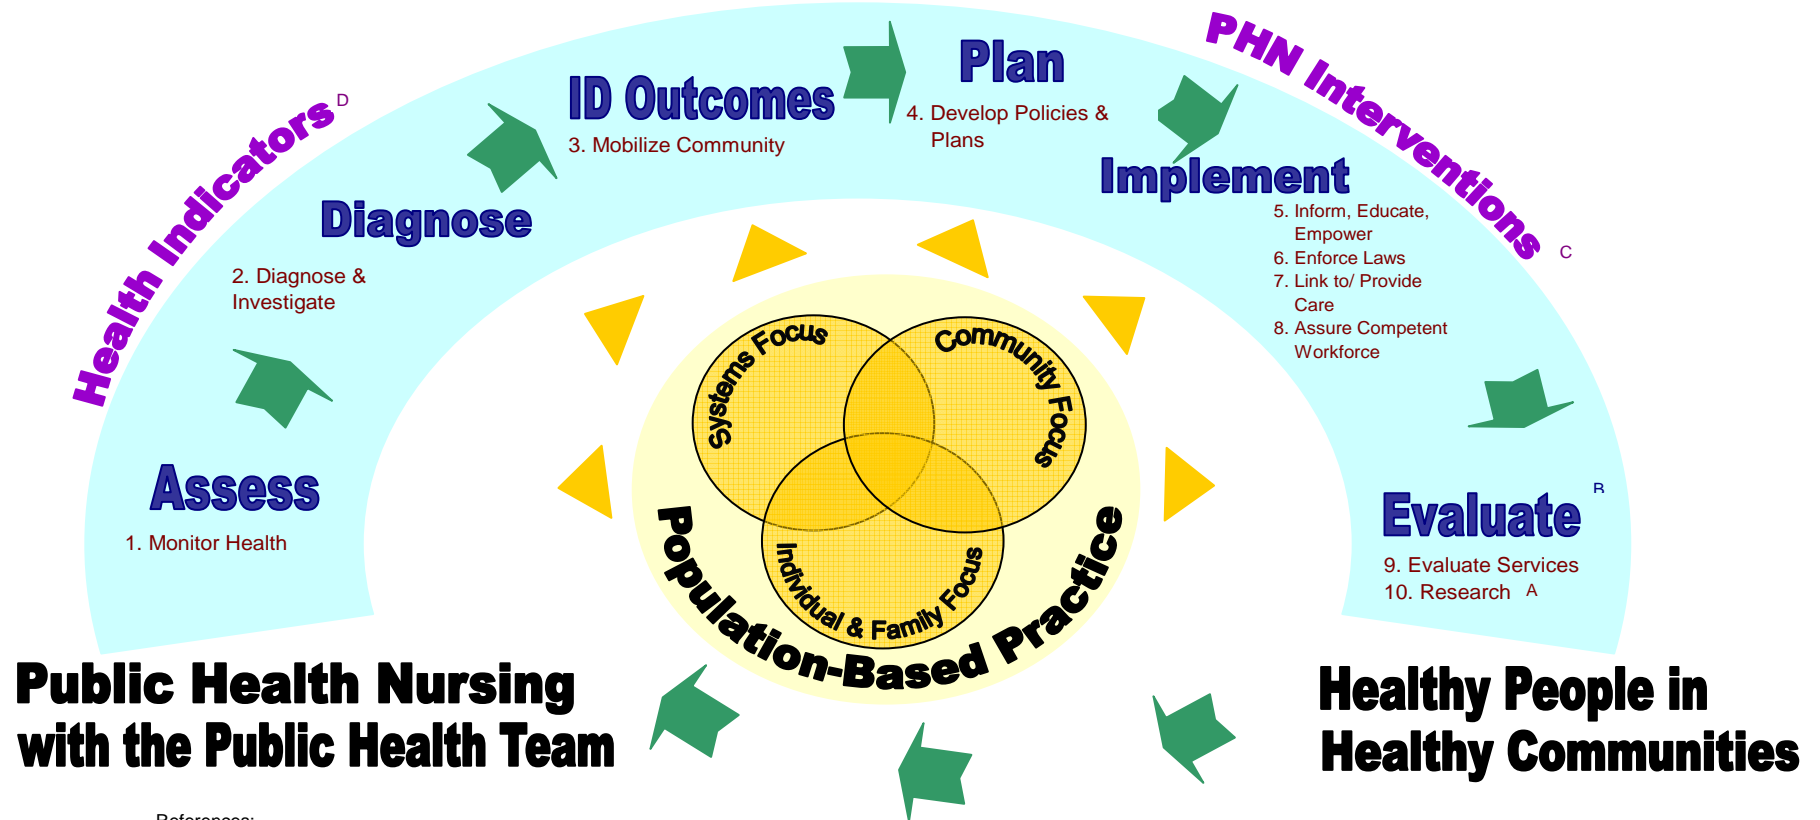 Health Indicators D
PHN Interventions C
Assess
1. Monitor Health
Diagnose
2. Diagnose &
Investigate
ID Outcomes
3. Mobilize Community
Plan
4. Develop Policies &
Plans
Implement
5. Inform, Educate,
Empower
6. Enforce Laws
7. Link to/ Provide
Care
8. Assure Competent
Workforce
Evaluate B
9. Evaluate Services
10. Research A
Systems Focus
Community Focus
Individual & Family Focus
Population-Based Practice
Public Health Nursing
with the Public Health Team
Healthy People in
Healthy Communities
References: